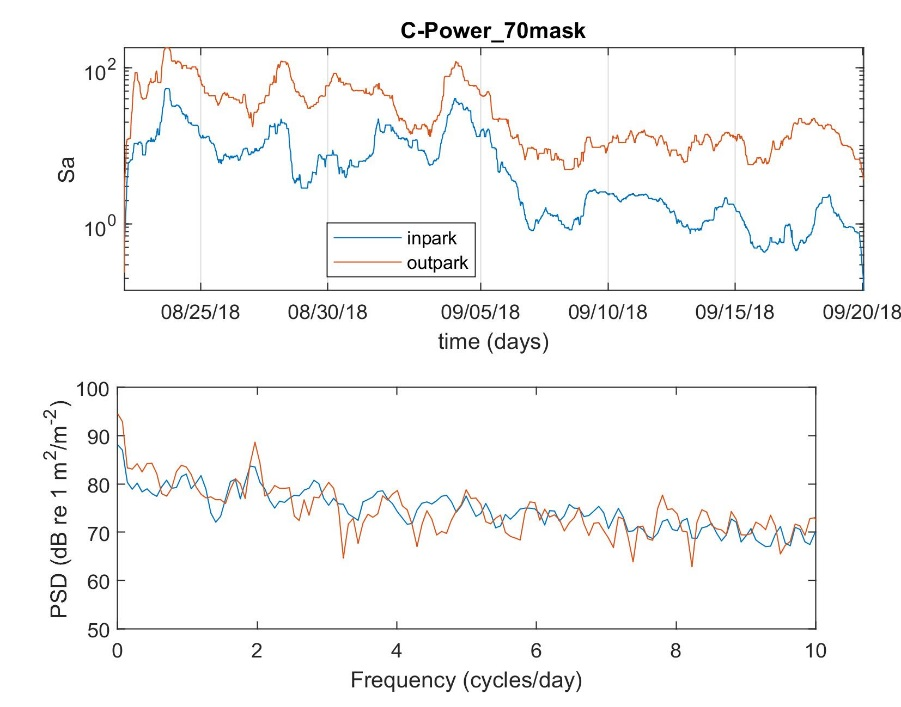 C-Power_70mask
Sa
10^2
10^0
inpark
outpark
08/25/18 08/30/18 09/05/18 09/10/18 09/15/18 09/20/18
time (days)
PSD (dB re 1 m^2/m^-2)
100
90
80
70
60
50
0 2 4 6 8 10
Frequency (cycles/day)